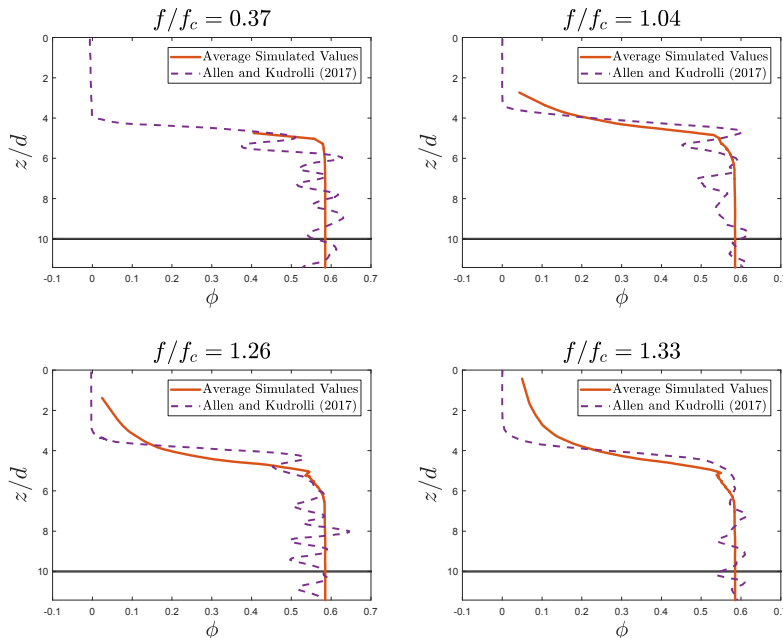 f/f_c = 0.37
Average Simulated Values
Allen and Kudrolli (2017)
z/d
0
2
4
6
8
10
-0.1 0 0.1 0.2 0.3 0.4 0.5 0.6 0.7
ϕ
f/f_c = 1.04
Average Simulated Values
Allen and Kudrolli (2017)
z/d
0
2
4
6
8
10
-0.1 0 0.1 0.2 0.3 0.4 0.5 0.6 0.7
ϕ
f/f_c = 1.26
Average Simulated Values
Allen and Kudrolli (2017)
z/d
0
2
4
6
8
10
-0.1 0 0.1 0.2 0.3 0.4 0.5 0.6 0.7
ϕ
f/f_c = 1.33
Average Simulated Values
Allen and Kudrolli (2017)
z/d
0
2
4
6
8
10
-0.1 0 0.1 0.2 0.3 0.4 0.5 0.6 0.7
ϕ